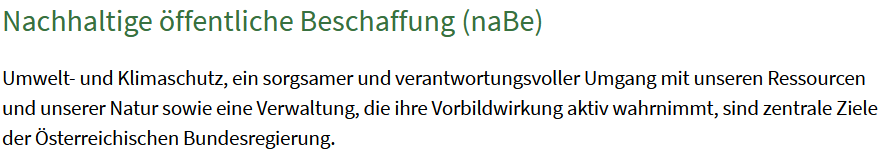 Nachhaltige öffentliche Beschaffung (naBe)
Umwelt- und Klimaschutz, ein sorgsamer und verantwortungsvoller Umgang mit unseren Ressourcen
und unserer Natur sowie eine Verwaltung, die ihre Vorbildwirkung aktiv wahrnimmt, sind zentrale Ziele
der Österreichischen Bundesregierung.